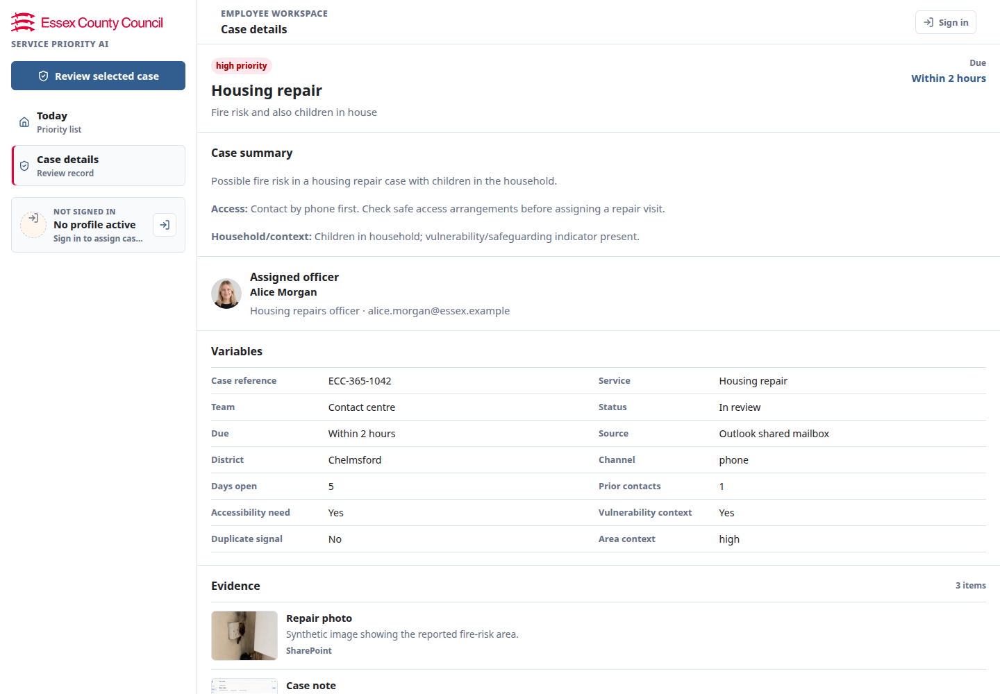 Essex County Council
SERVICE PRIORITY AI
Review selected case
Today
Priority list
Case details
Review record
NOT SIGNED IN
No profile active
Sign in to assign cas...
EMPLOYEE WORKSPACE
Case details
Sign in
high priority
Due
Within 2 hours
Housing repair
Fire risk and also children in house
Case summary
Possible fire risk in a housing repair case with children in the household.
Access: Contact by phone first. Check safe access arrangements before assigning a repair visit.
Household/context: Children in household; vulnerability/safeguarding indicator present.
Assigned officer
Alice Morgan
Housing repairs officer · alice.morgan@essex.example
Variables
Case reference ECC-365-1042 Service Housing repair
Team Contact centre Status In review
Due Within 2 hours Source Outlook shared mailbox
District Chelmsford Channel phone
Days open 5 Prior contacts 1
Accessibility need Yes Vulnerability context Yes
Duplicate signal No Area context high
Evidence 3 items
Repair photo
Synthetic image showing the reported fire-risk area.
SharePoint
Case note